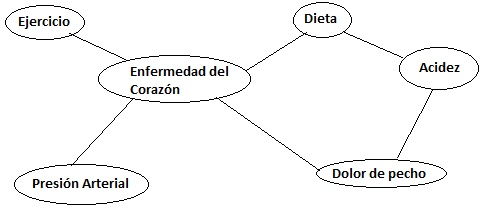 Ejercicio
Dieta
Enfermedad del
Corazón
Acidez
Presión Arterial
Dolor de pecho